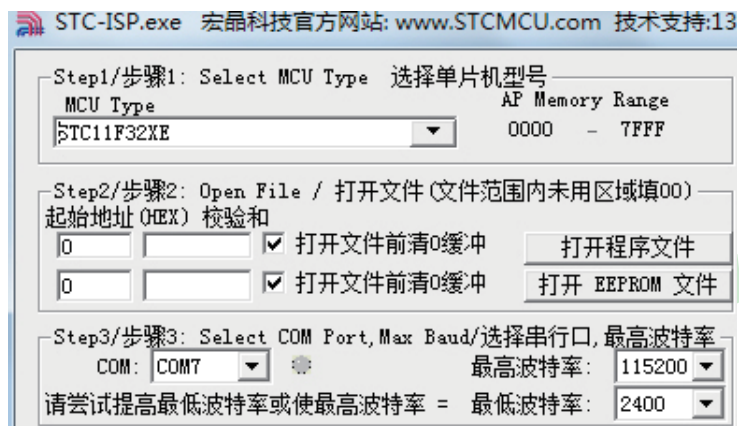 STC-ISP.exe 宏晶科技官方网站: www.STCMCU.com 技术支持:13
Step1/步骤1: Select MCU Type 选择单片机型号
MCU Type AP Memory Range
STC11F32XE 0000 - 7FFF
Step2/步骤2: Open File / 打开文件(文件范围内未用区域填00)
起始地址(HEX) 校验和
0 打开文件前清0缓冲 打开程序文件
0 打开文件前清0缓冲 打开 EEPROM 文件
Step3/步骤3: Select COM Port,Max Baud/选择串行口,最高波特率
COM: COM7 最高波特率: 115200
请尝试提高最低波特率或使最高波特率 = 最低波特率: 2400